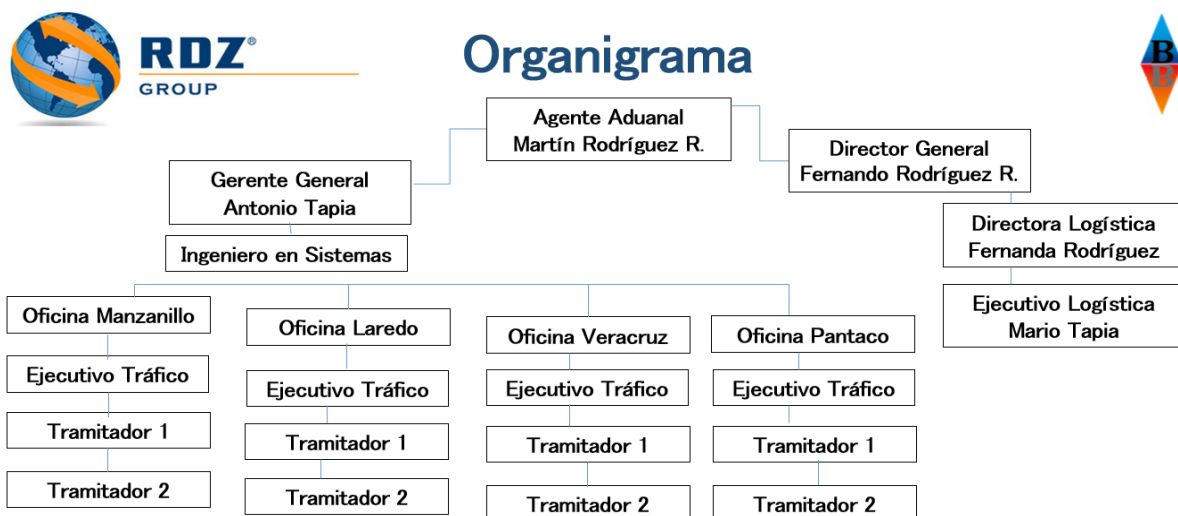 RDZ®
GROUP
Organigrama
B
B
Agente Aduanal
Martín Rodríguez R.
Director General
Fernando Rodríguez R.
Gerente General
Antonio Tapia
Directora Logística
Fernanda Rodríguez
Ingeniero en Sistemas
Ejecutivo Logística
Mario Tapia
Oficina Manzanillo
Ejecutivo Tráfico
Tramitador 1
Tramitador 2
Oficina Laredo
Ejecutivo Tráfico
Tramitador 1
Tramitador 2
Oficina Veracruz
Ejecutivo Tráfico
Tramitador 1
Tramitador 2
Oficina Pantaco
Ejecutivo Tráfico
Tramitador 1
Tramitador 2